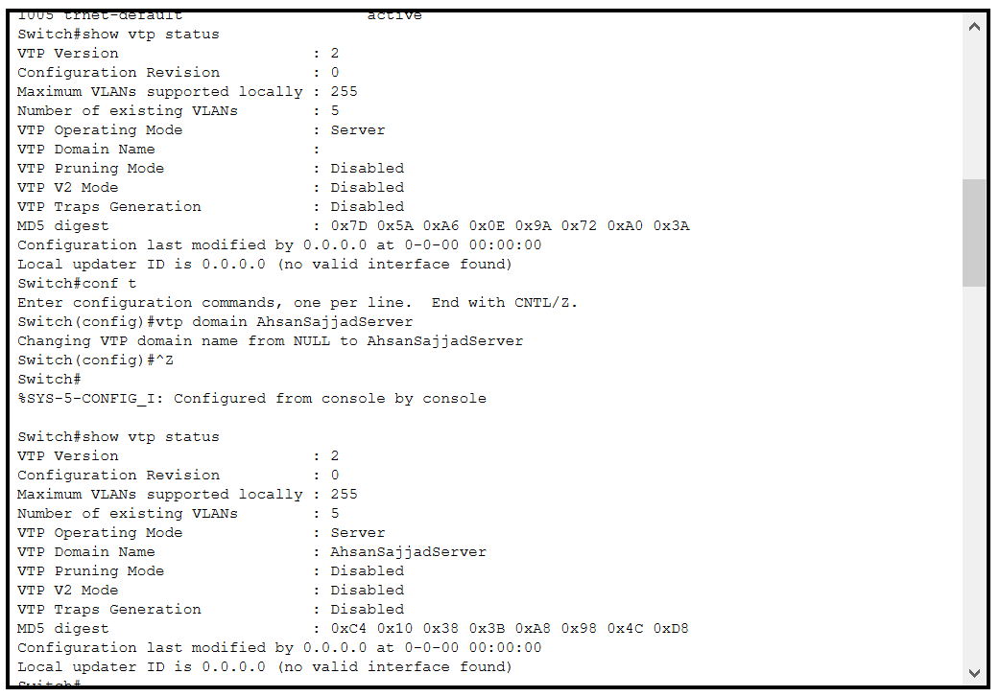 1005 trnet-default                    active
Switch#show vtp status
VTP Version                     : 2
Configuration Revision          : 0
Maximum VLANs supported locally : 255
Number of existing VLANs        : 5
VTP Operating Mode              : Server
VTP Domain Name                 :
VTP Pruning Mode                : Disabled
VTP V2 Mode                     : Disabled
VTP Traps Generation            : Disabled
MD5 digest                      : 0x7D 0x5A 0xA6 0x0E 0x9A 0x72 0xA0 0x3A
Configuration last modified by 0.0.0.0 at 0-0-00 00:00:00
Local updater ID is 0.0.0.0 (no valid interface found)
Switch#conf t
Enter configuration commands, one per line.  End with CNTL/Z.
Switch(config)#vtp domain AhsanSajjadServer
Changing VTP domain name from NULL to AhsanSajjadServer
Switch(config)#^Z
Switch#
%SYS-5-CONFIG_I: Configured from console by console
Switch#show vtp status
VTP Version                     : 2
Configuration Revision          : 0
Maximum VLANs supported locally : 255
Number of existing VLANs        : 5
VTP Operating Mode              : Server
VTP Domain Name                 : AhsanSajjadServer
VTP Pruning Mode                : Disabled
VTP V2 Mode                     : Disabled
VTP Traps Generation            : Disabled
MD5 digest                      : 0xC4 0x10 0x38 0x3B 0xA8 0x98 0x4C 0xD8
Configuration last modified by 0.0.0.0 at 0-0-00 00:00:00
Local updater ID is 0.0.0.0 (no valid interface found)
Switch#